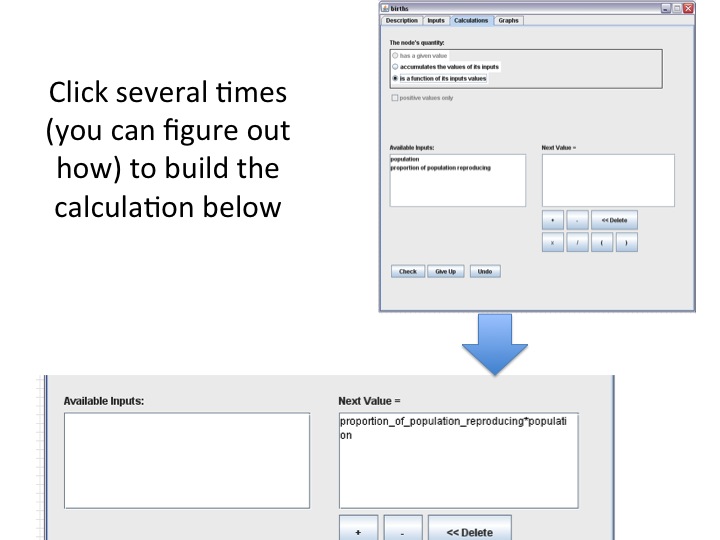 Click several times
(you can figure out
how) to build the
calculation below
births
Description Inputs Calculations Graphs
The node's quantity:
has a given value
accumulates the values of its inputs
is a function of its inputs values
positive values only
Available Inputs: Next Value =
population
proportion of population reproducing
+ - << Delete
x / ( )
Check Give Up Undo
Available Inputs: Next Value =
proportion_of_population_reproducing*populati
on
+ - << Delete